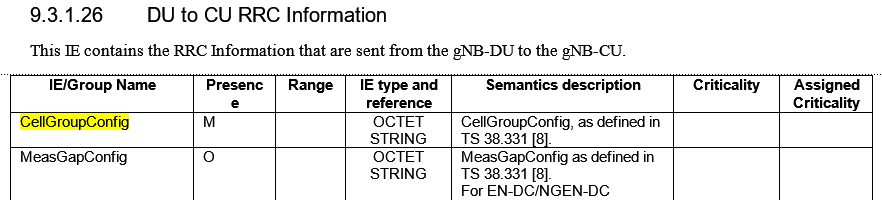 9.3.1.26 DU to CU RRC Information
This IE contains the RRC Information that are sent from the gNB-DU to the gNB-CU.
IE/Group Name Presenc e Range IE type and reference Semantics description Criticality Assigned Criticality
CellGroupConfig M OCTET STRING CellGroupConfig, as defined in TS 38.331 [8].
MeasGapConfig O OCTET STRING MeasGapConfig as defined in TS 38.331 [8].
For EN-DC/NGEN-DC